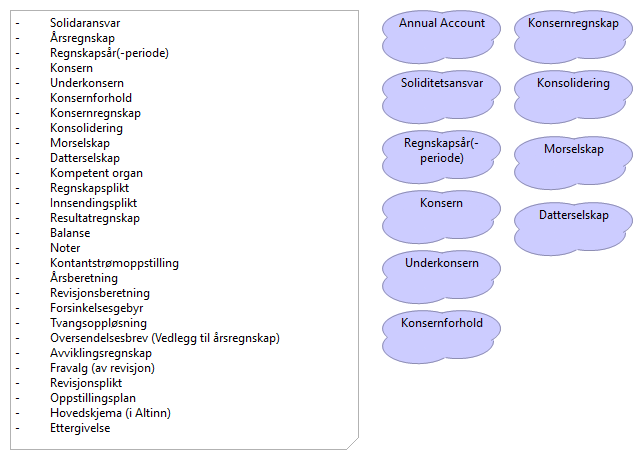 - Solidaransvar
- Årsregnskap
- Regnskapsår(-periode)
- Konsern
- Underkonsern
- Konsernforhold
- Konsernregnskap
- Konsolidering
- Morselskap
- Datterselskap
- Kompetent organ
- Regnskapsplikt
- Innsendingsplikt
- Resultatregnskap
- Balanse
- Noter
- Kontantstrømoppstilling
- Årsberetning
- Revisjonsberetning
- Forsinkelsesgebyr
- Tvangsoppløsning
- Oversendelsesbrev (Vedlegg til årsregnskap)
- Avviklingsregnskap
- Fravalg (av revisjon)
- Revisjonsplikt
- Oppstillingsplan
- Hovedskjema (i Altinn)
- Ettergivelse
Annual Account
Soliditetsansvar
Regnskapsår(-
periode)
Konsern
Underkonsern
Konsernforhold
Konsernregnskap
Konsolidering
Morselskap
Datterselskap